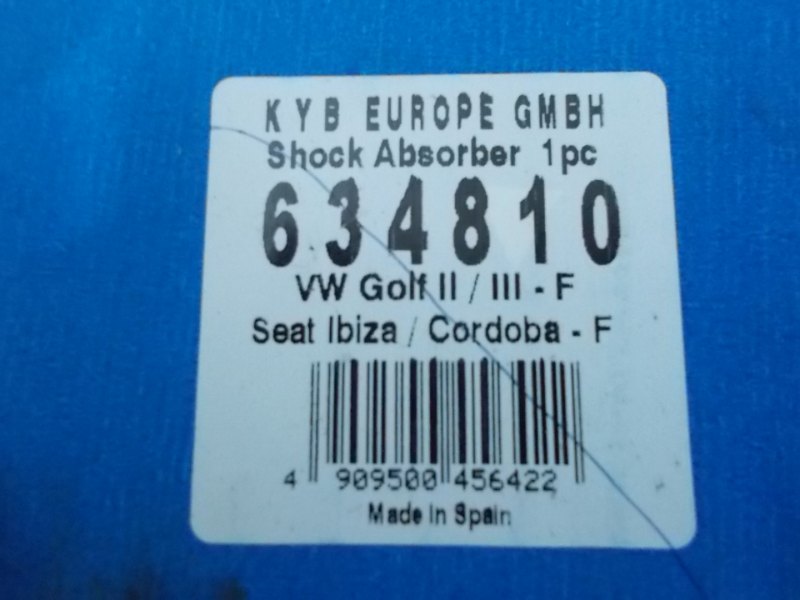 KYB EUROPE GMBH
Shock Absorber 1pc
634810
VW Golf II / III - F
Seat Ibiza / Cordoba - F
4 909500 456422
Made in Spain